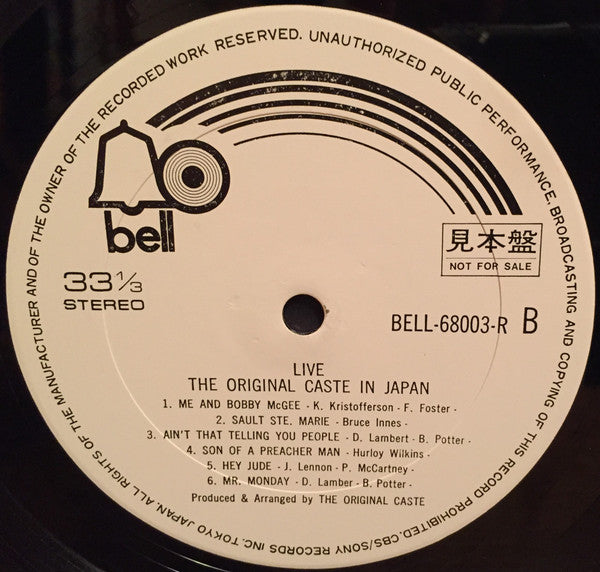 ALL RIGHTS OF THE MANUFACTURER AND OF THE OWNER OF THE RECORDED WORK RESERVED. UNAUTHORIZED PUBLIC PERFORMANCE. BROADCASTING AND COPYING OF THIS RECORD PROHIBITED. CBS/SONY RECORDS INC. TOKYO JAPAN.
bell
33 1/3
STEREO
見本盤
NOT FOR SALE
BELL-68003-R B
LIVE
THE ORIGINAL CASTE IN JAPAN
1. ME AND BOBBY McGEE - K. Kristofferson - F. Foster -
2. SAULT STE. MARIE - Bruce Innes -
3. AIN'T THAT TELLING YOU PEOPLE - D. Lambert - B. Potter -
4. SON OF A PREACHER MAN - Hurloy Wilkins -
5. HEY JUDE - J. Lennon - P. McCartney -
6. MR. MONDAY - D. Lamber - B. Potter -
Produced & Arranged by THE ORIGINAL CASTE